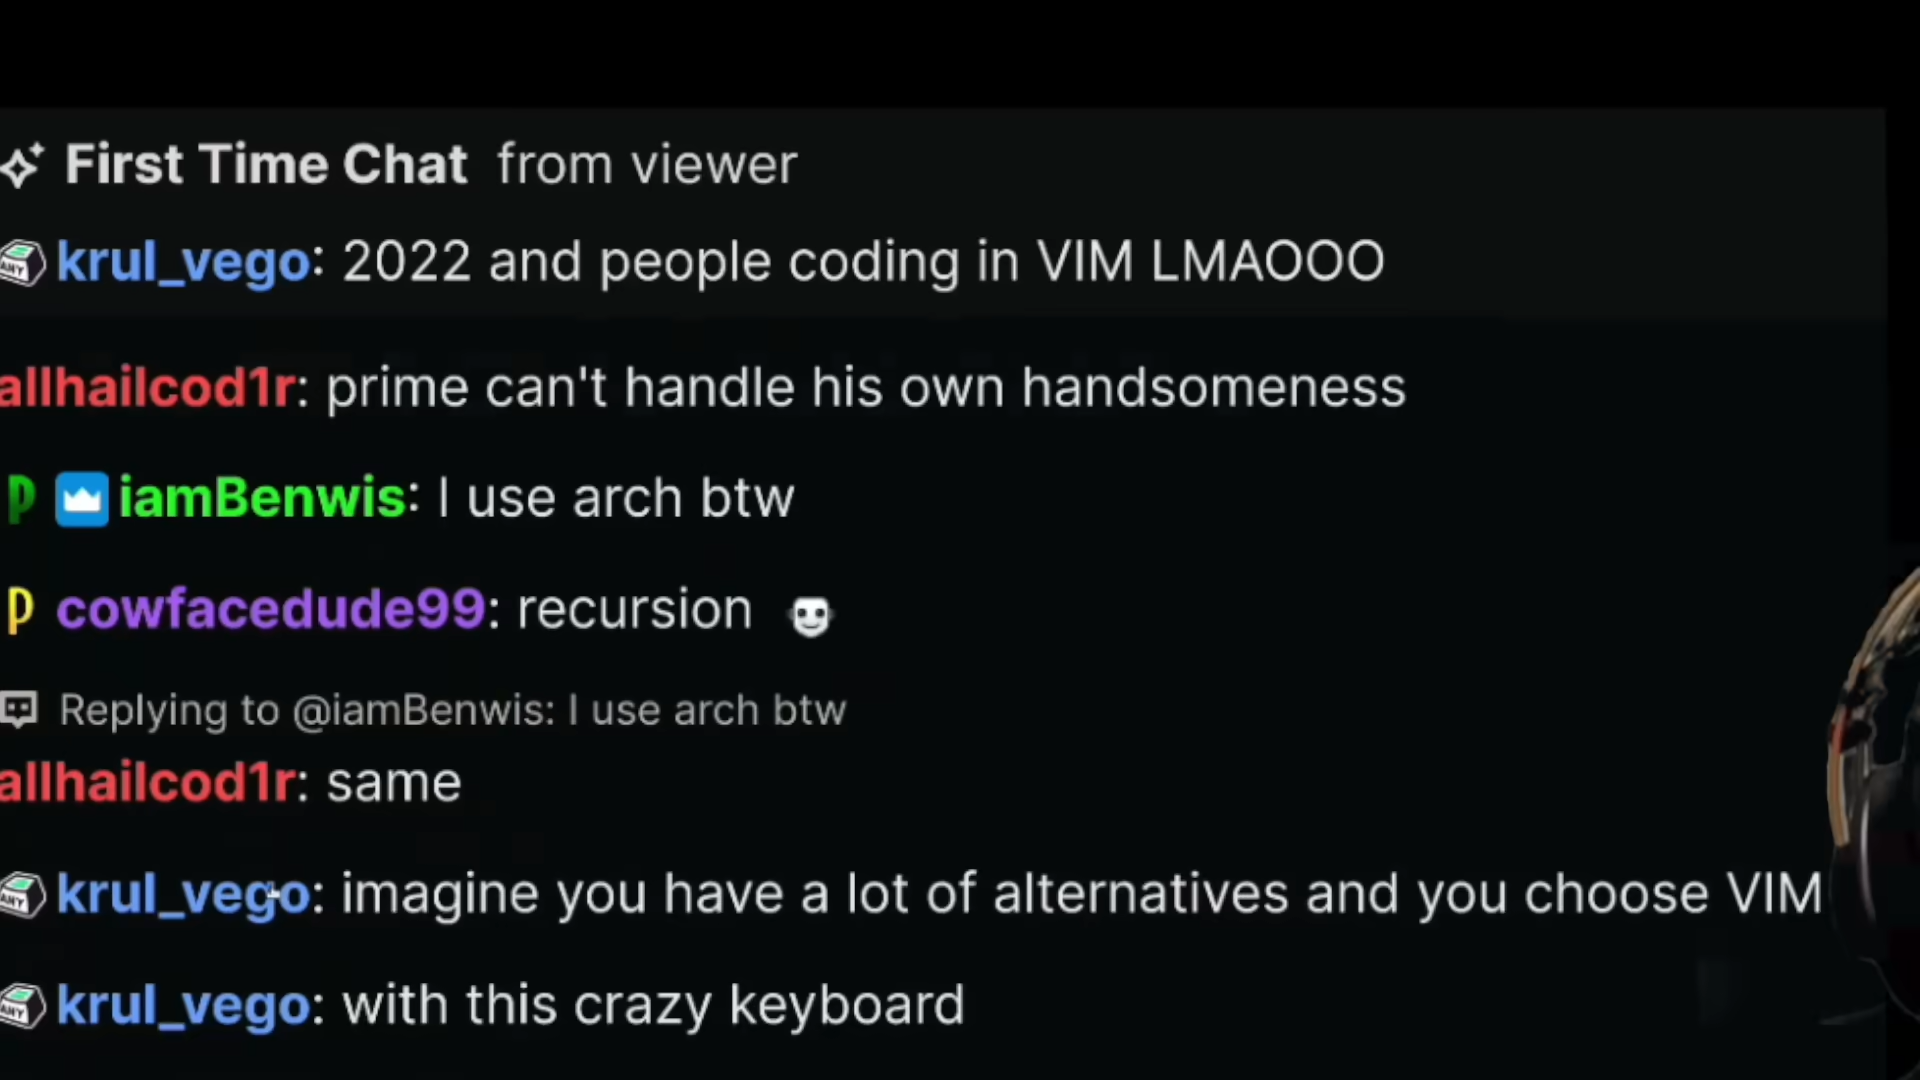 First Time Chat from viewer
krul_vego: 2022 and people coding in VIM LMAOOO
allhailcod1r: prime can't handle his own handsomeness
iamBenwis: I use arch btw
cowfacedude99: recursion
Replying to @iamBenwis: I use arch btw
allhailcod1r: same
krul_vego: imagine you have a lot of alternatives and you choose VIM
krul_vego: with this crazy keyboard